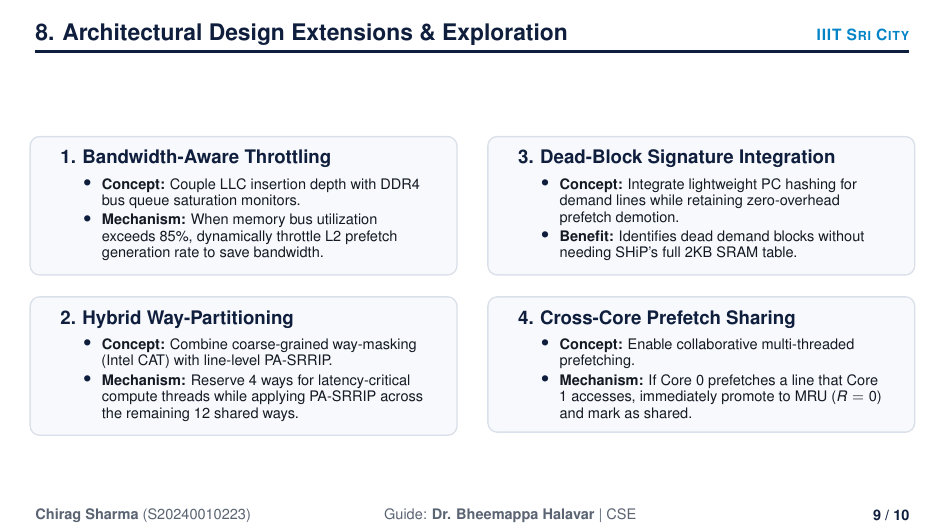 8. Architectural Design Extensions & Exploration
IIIT Sri City
1. Bandwidth-Aware Throttling
• Concept: Couple LLC insertion depth with DDR4
bus queue saturation monitors.
• Mechanism: When memory bus utilization
exceeds 85%, dynamically throttle L2 prefetch
generation rate to save bandwidth.
2. Hybrid Way-Partitioning
• Concept: Combine coarse-grained way-masking
(Intel CAT) with line-level PA-SRRIP.
• Mechanism: Reserve 4 ways for latency-critical
compute threads while applying PA-SRRIP across
the remaining 12 shared ways.
3. Dead-Block Signature Integration
• Concept: Integrate lightweight PC hashing for
demand lines while retaining zero-overhead
prefetch demotion.
• Benefit: Identifies dead demand blocks without
needing SHiP's full 2KB SRAM table.
4. Cross-Core Prefetch Sharing
• Concept: Enable collaborative multi-threaded
prefetching.
• Mechanism: If Core 0 prefetches a line that Core
1 accesses, immediately promote to MRU (R = 0)
and mark as shared.
Chirag Sharma (S20240010223)
Guide: Dr. Bheemappa Halavar | CSE
9 / 10